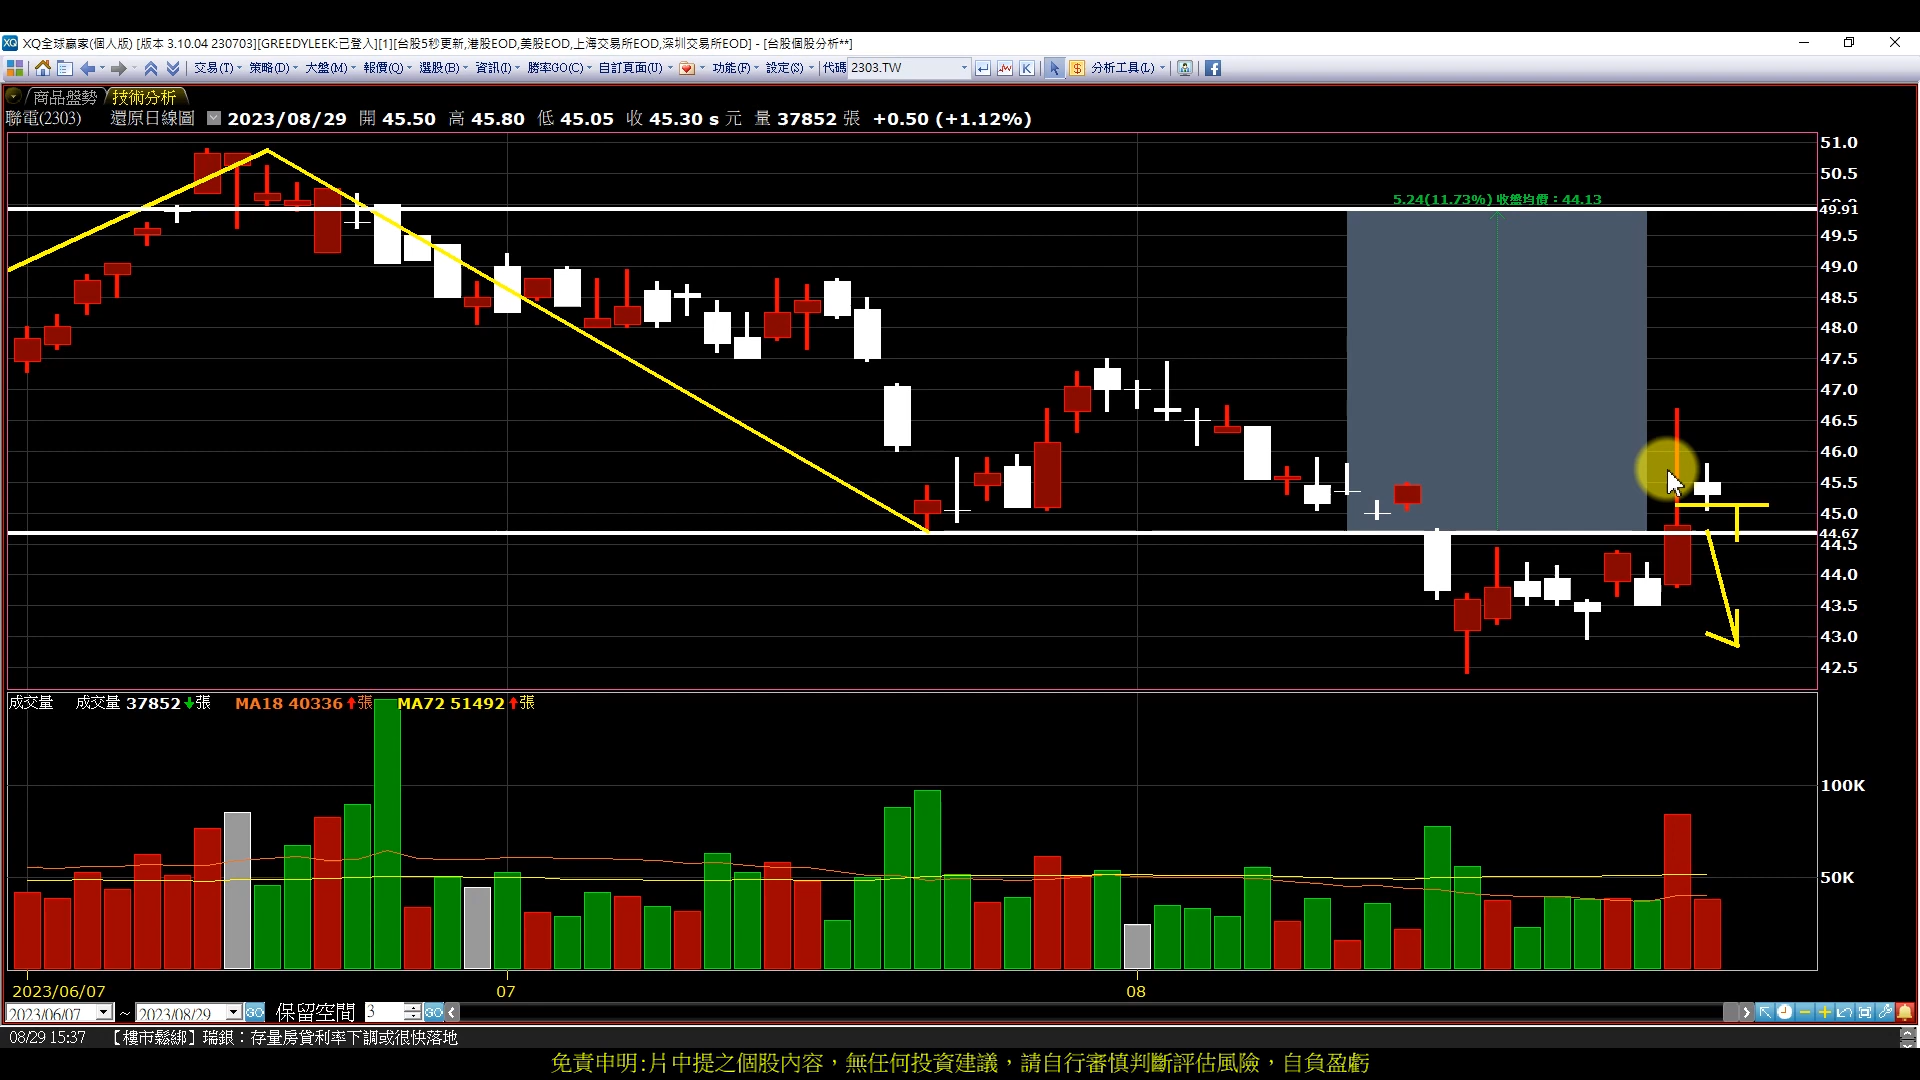 XQ全球贏家(個人版) [版本 3.10.04 230703][GREEDYLEEK:已登入][1][台股5秒更新,港股EOD,美股EOD,上海交易所EOD,深圳交易所EOD] - [台股個股分析**]
交易(T) 策略(D) 大盤(M) 報價(Q) 選股(B) 資訊(I) 勝率GO(C) 自訂頁面(U) 功能(F) 設定(S) 代碼 2303.TW K 分析工具(L)
商品盤勢 技術分析
聯電(2303) 還原日線圖 2023/08/29 開 45.50 高 45.80 低 45.05 收 45.30 s 元 量 37852 張 +0.50 (+1.12%)
51.0
50.5
5.24(11.73%) 收盤均價：44.13
49.91
49.5
49.0
48.5
48.0
47.5
47.0
46.5
46.0
45.5
45.0
44.67
44.5
44.0
43.5
43.0
42.5
成交量 成交量 37852 張 MA18 40336 張 MA72 51492 張
100K
50K
2023/06/07 07 08
2023/06/07 ~ 2023/08/29 GO 保留空間 3 GO
08/29 15:37 【樓市鬆綁】瑞銀：存量房貸利率下調或很快落地
免責申明:片中提之個股內容，無任何投資建議，請自行審慎判斷評估風險，自負盈虧